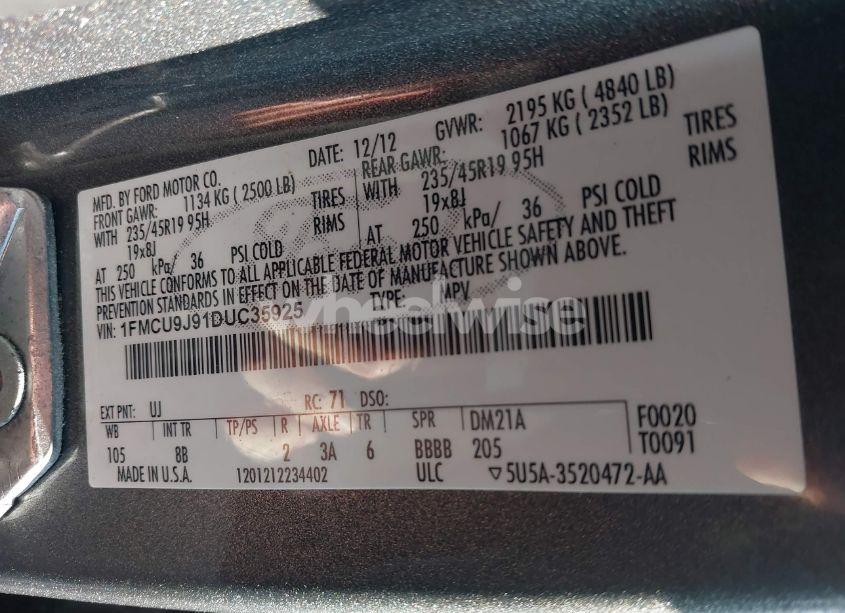 MFD. BY FORD MOTOR CO. DATE: 12/12 GVWR: 2195 KG ( 4840 LB)
FRONT GAWR: 1134 KG ( 2500 LB) REAR GAWR: 1067 KG ( 2352 LB)
WITH 235/45R19 95H TIRES WITH 235/45R19 95H TIRES
19x8J RIMS 19x8J RIMS
AT 250 kPa/ 36 PSI COLD AT 250 kPa/ 36 PSI COLD
THIS VEHICLE CONFORMS TO ALL APPLICABLE FEDERAL MOTOR VEHICLE SAFETY AND THEFT
PREVENTION STANDARDS IN EFFECT ON THE DATE OF MANUFACTURE SHOWN ABOVE.
VIN: 1FMCU9J91DUC35925 TYPE: MPV
wheelwise
EXT PNT: UJ RC: 71 DSO:
WB INT TR TP/PS R AXLE TR SPR DM21A F0020
105 8B 2 3A 6 BBBB 205 T0091
MADE IN U.S.A. 1201212234402 ULC ▽5U5A-3520472-AA